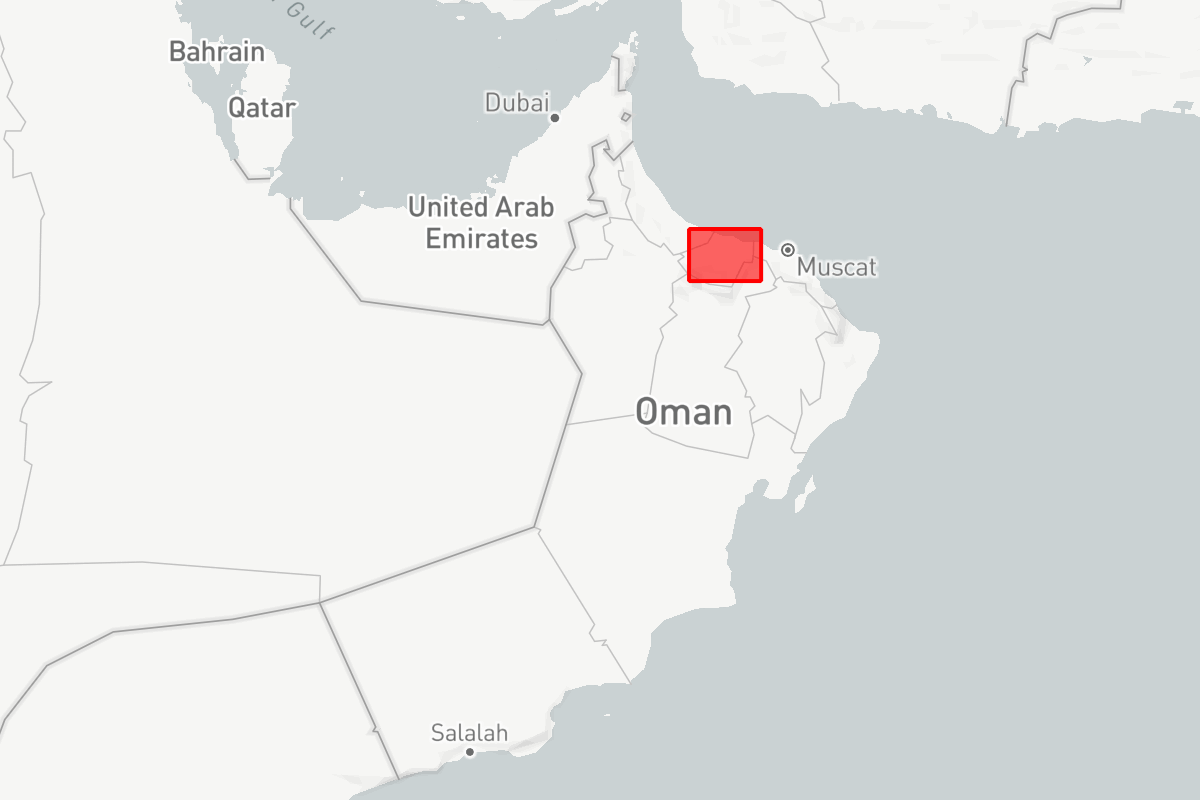 Gulf
Bahrain
Qatar
Dubai
United Arab
Emirates
Muscat
Oman
Salalah